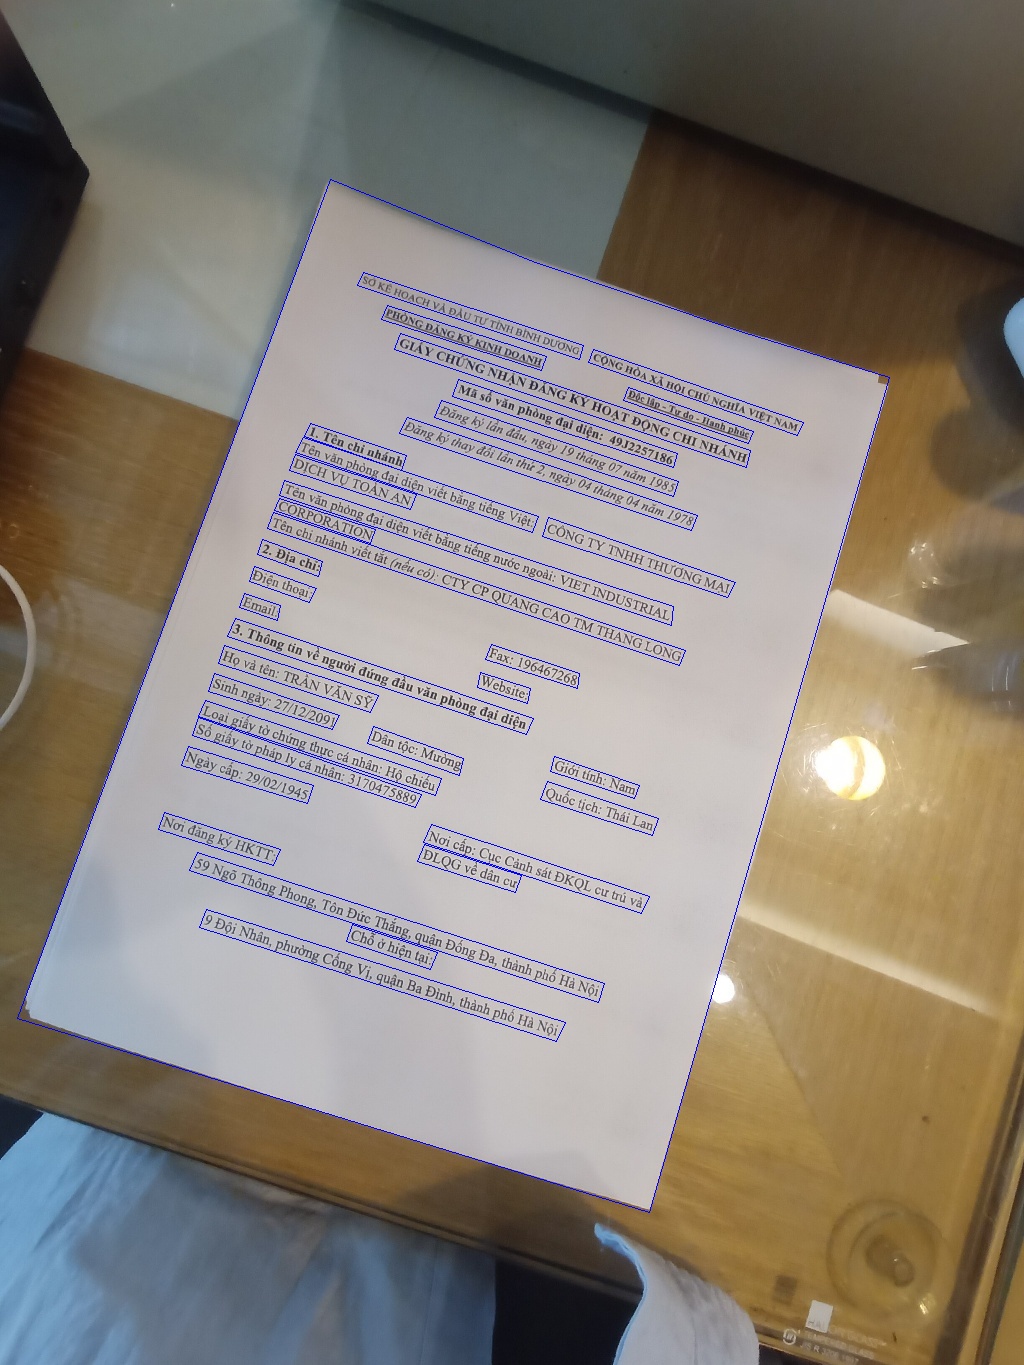 SỞ KẾ HOẠCH VÀ ĐẦU TƯ TỈNH BÌNH DƯƠNG
CỘNG HÒA XÃ HỘI CHỦ NGHĨA VIỆT NAM
PHÒNG ĐĂNG KÝ KINH DOANH
Độc lập - Tự do - Hạnh phúc
GIẤY CHỨNG NHẬN ĐĂNG KÝ HOẠT ĐỘNG CHI NHÁNH
Mã số văn phòng đại diện: 49J2257186
Đăng ký lần đầu, ngày 19 tháng 07 năm 1985
Đăng ký thay đổi lần thứ 2, ngày 04 tháng 04 năm 1978
1. Tên chi nhánh
Tên văn phòng đại diện viết bằng tiếng Việt: CÔNG TY TNHH THƯƠNG MẠI
DỊCH VỤ TOÀN AN
Tên văn phòng đại diện viết bằng tiếng nước ngoài: VIET INDUSTRIAL
CORPORATION
Tên chi nhánh viết tắt (nếu có): CTY CP QUANG CAO TM THANG LONG
2. Địa chỉ:
Điện thoại: Fax: 196467268
Email: Website:
3. Thông tin về người đứng đầu văn phòng đại diện
Họ và tên: TRẦN VĂN SỸ Giới tính: Nam
Sinh ngày: 27/12/2091 Dân tộc: Mường Quốc tịch: Thái Lan
Loại giấy tờ chứng thực cá nhân: Hộ chiếu
Số giấy tờ pháp lý cá nhân: 3170475889
Ngày cấp: 29/02/1945 Nơi cấp: Cục Cảnh sát ĐKQL cư trú và
ĐLQG về dân cư
Nơi đăng ký HKTT:
59 Ngõ Thông Phong, Tôn Đức Thắng, quận Đống Đa, thành phố Hà Nội
Chỗ ở hiện tại:
9 Đội Nhân, phường Cống Vị, quận Ba Đình, thành phố Hà Nội